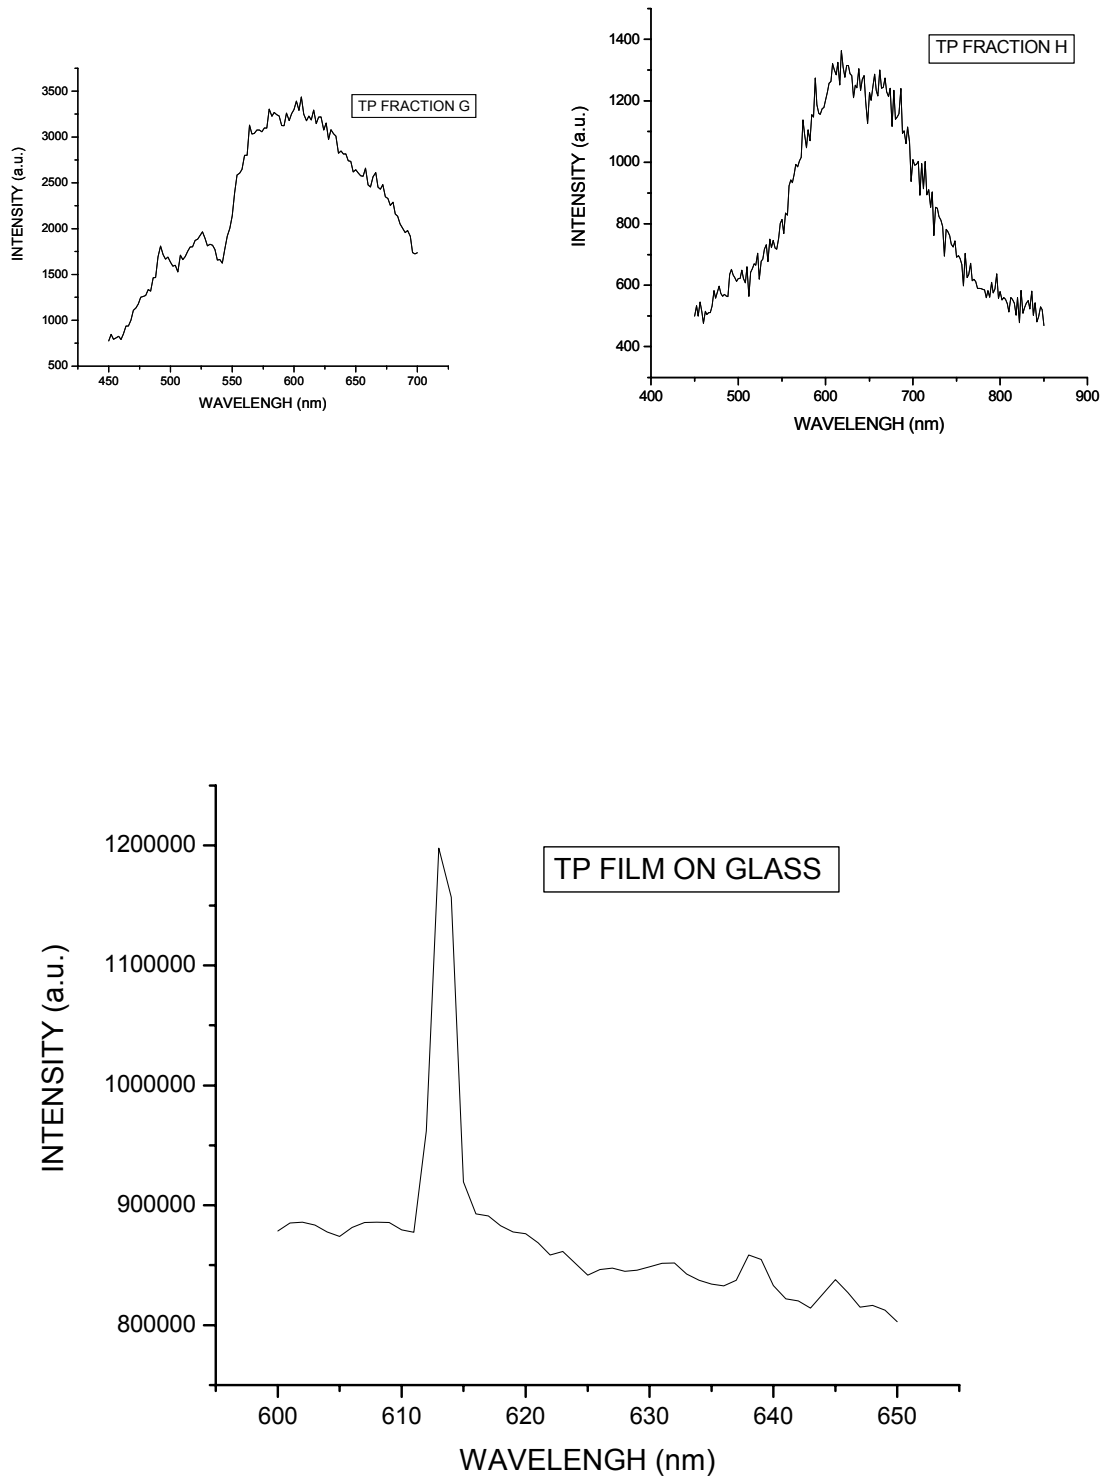 TP FRACTION G
INTENSITY (a.u.)
3500
3000
2500
2000
1500
1000
500
450 500 550 600 650 700
WAVELENGH (nm)
TP FRACTION H
INTENSITY (a.u.)
1400
1200
1000
800
600
400
400 500 600 700 800 900
WAVELENGH (nm)
TP FILM ON GLASS
INTENSITY (a.u.)
1200000
1100000
1000000
900000
800000
600 610 620 630 640 650
WAVELENGH (nm)